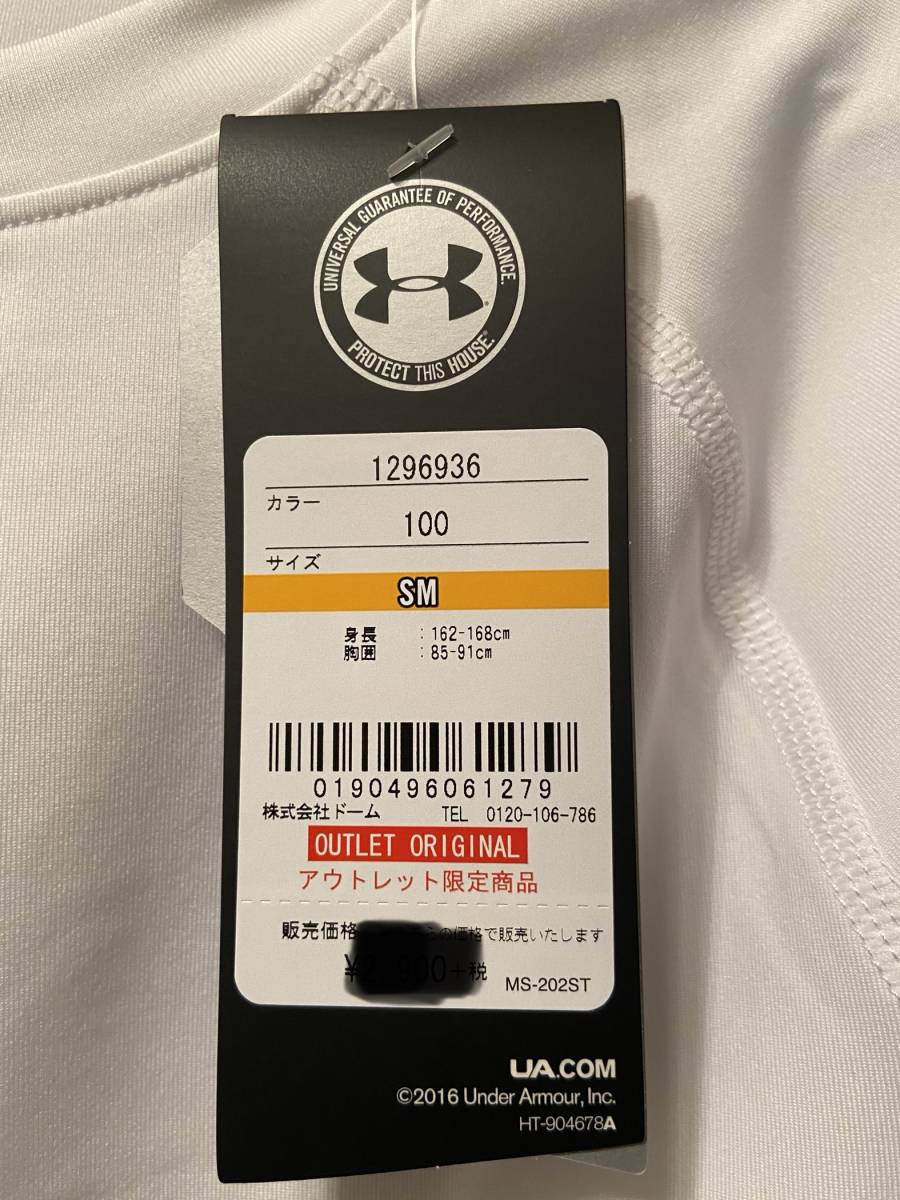 UNIVERSAL GUARANTEE OF PERFORMANCE.
PROTECT THIS HOUSE.®
1296936
カラー
100
サイズ
SM
身長 : 162-168cm
胸囲 : 85-91cm
0190496061279
株式会社ドーム TEL 0120-106-786
OUTLET ORIGINAL
アウトレット限定商品
販売価格 らの価格で販売いたします
¥2,900+税
MS-202ST
UA.COM
©2016 Under Armour, Inc.
HT-904678A